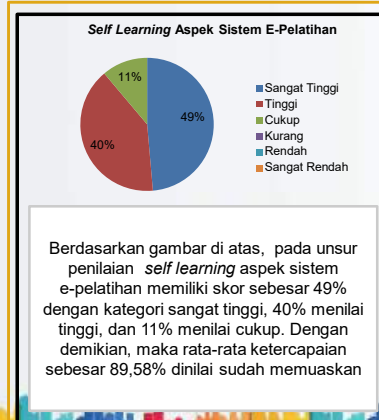 Self Learning Aspek Sistem E-Pelatihan
11%
49%
40%
Sangat Tinggi
Tinggi
Cukup
Kurang
Rendah
Sangat Rendah
Berdasarkan gambar di atas, pada unsur
penilaian self learning aspek sistem
e-pelatihan memiliki skor sebesar 49%
dengan kategori sangat tinggi, 40% menilai
tinggi, dan 11% menilai cukup. Dengan
demikian, maka rata-rata ketercapaian
sebesar 89,58% dinilai sudah memuaskan